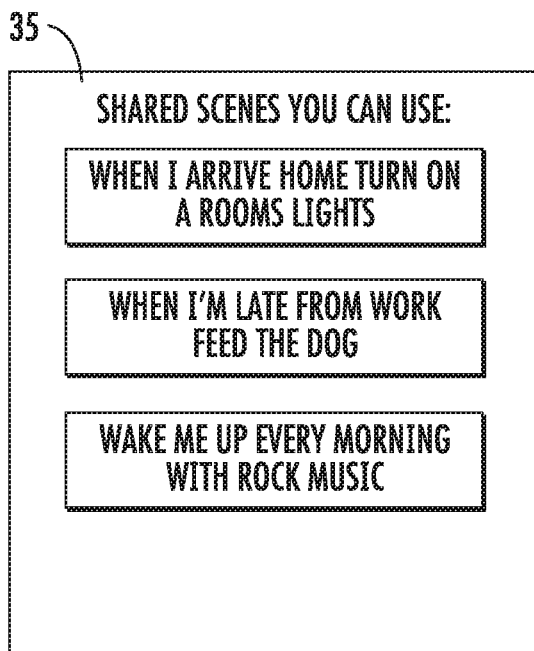 35
SHARED SCENES YOU CAN USE:
WHEN I ARRIVE HOME TURN ON
A ROOMS LIGHTS
WHEN I'M LATE FROM WORK
FEED THE DOG
WAKE ME UP EVERY MORNING
WITH ROCK MUSIC